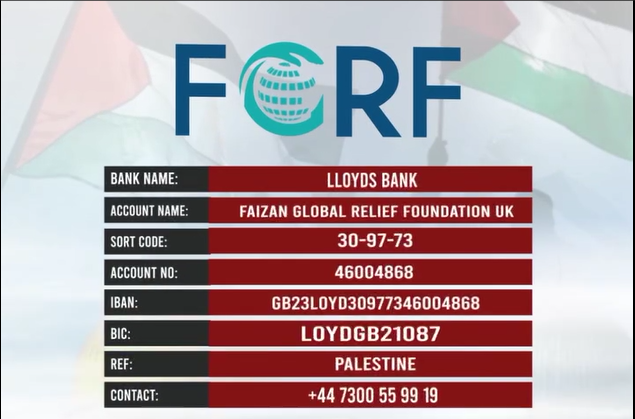 FGRF
BANK NAME: LLOYDS BANK
ACCOUNT NAME: FAIZAN GLOBAL RELIEF FOUNDATION UK
SORT CODE: 30-97-73
ACCOUNT NO: 46004868
IBAN: GB23LOYD30977346004868
BIC: LOYDGB21087
REF: PALESTINE
CONTACT: +44 7300 55 99 19